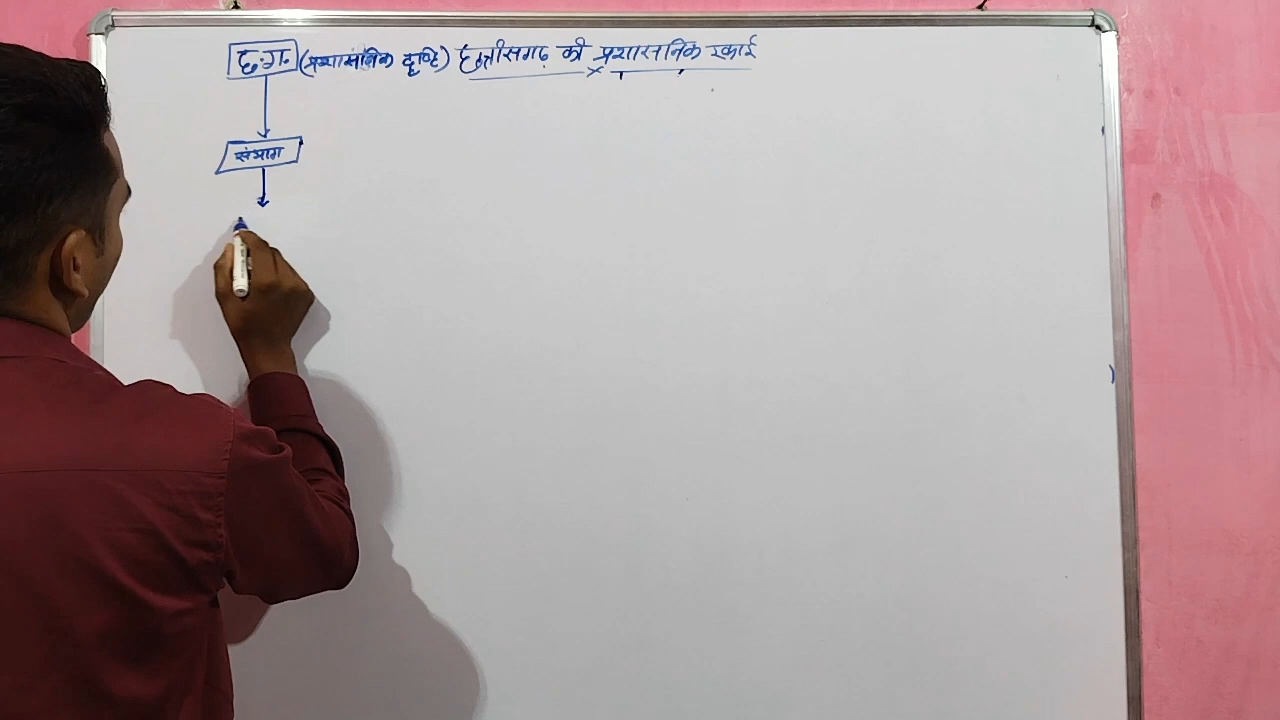 छ.ग. (प्रशासनिक दृष्टि) छत्तीसगढ़ की प्रशासनिक इकाई
संभाग